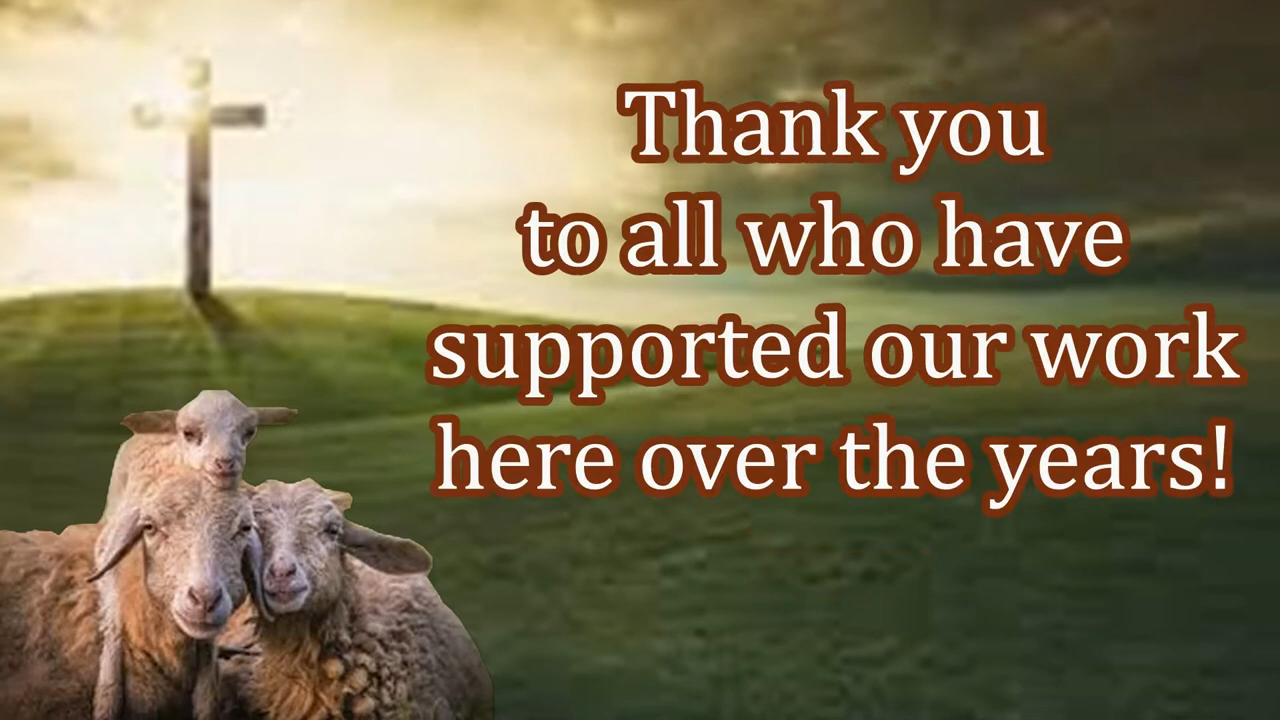 Thank you
to all who have
supported our work
here over the years!